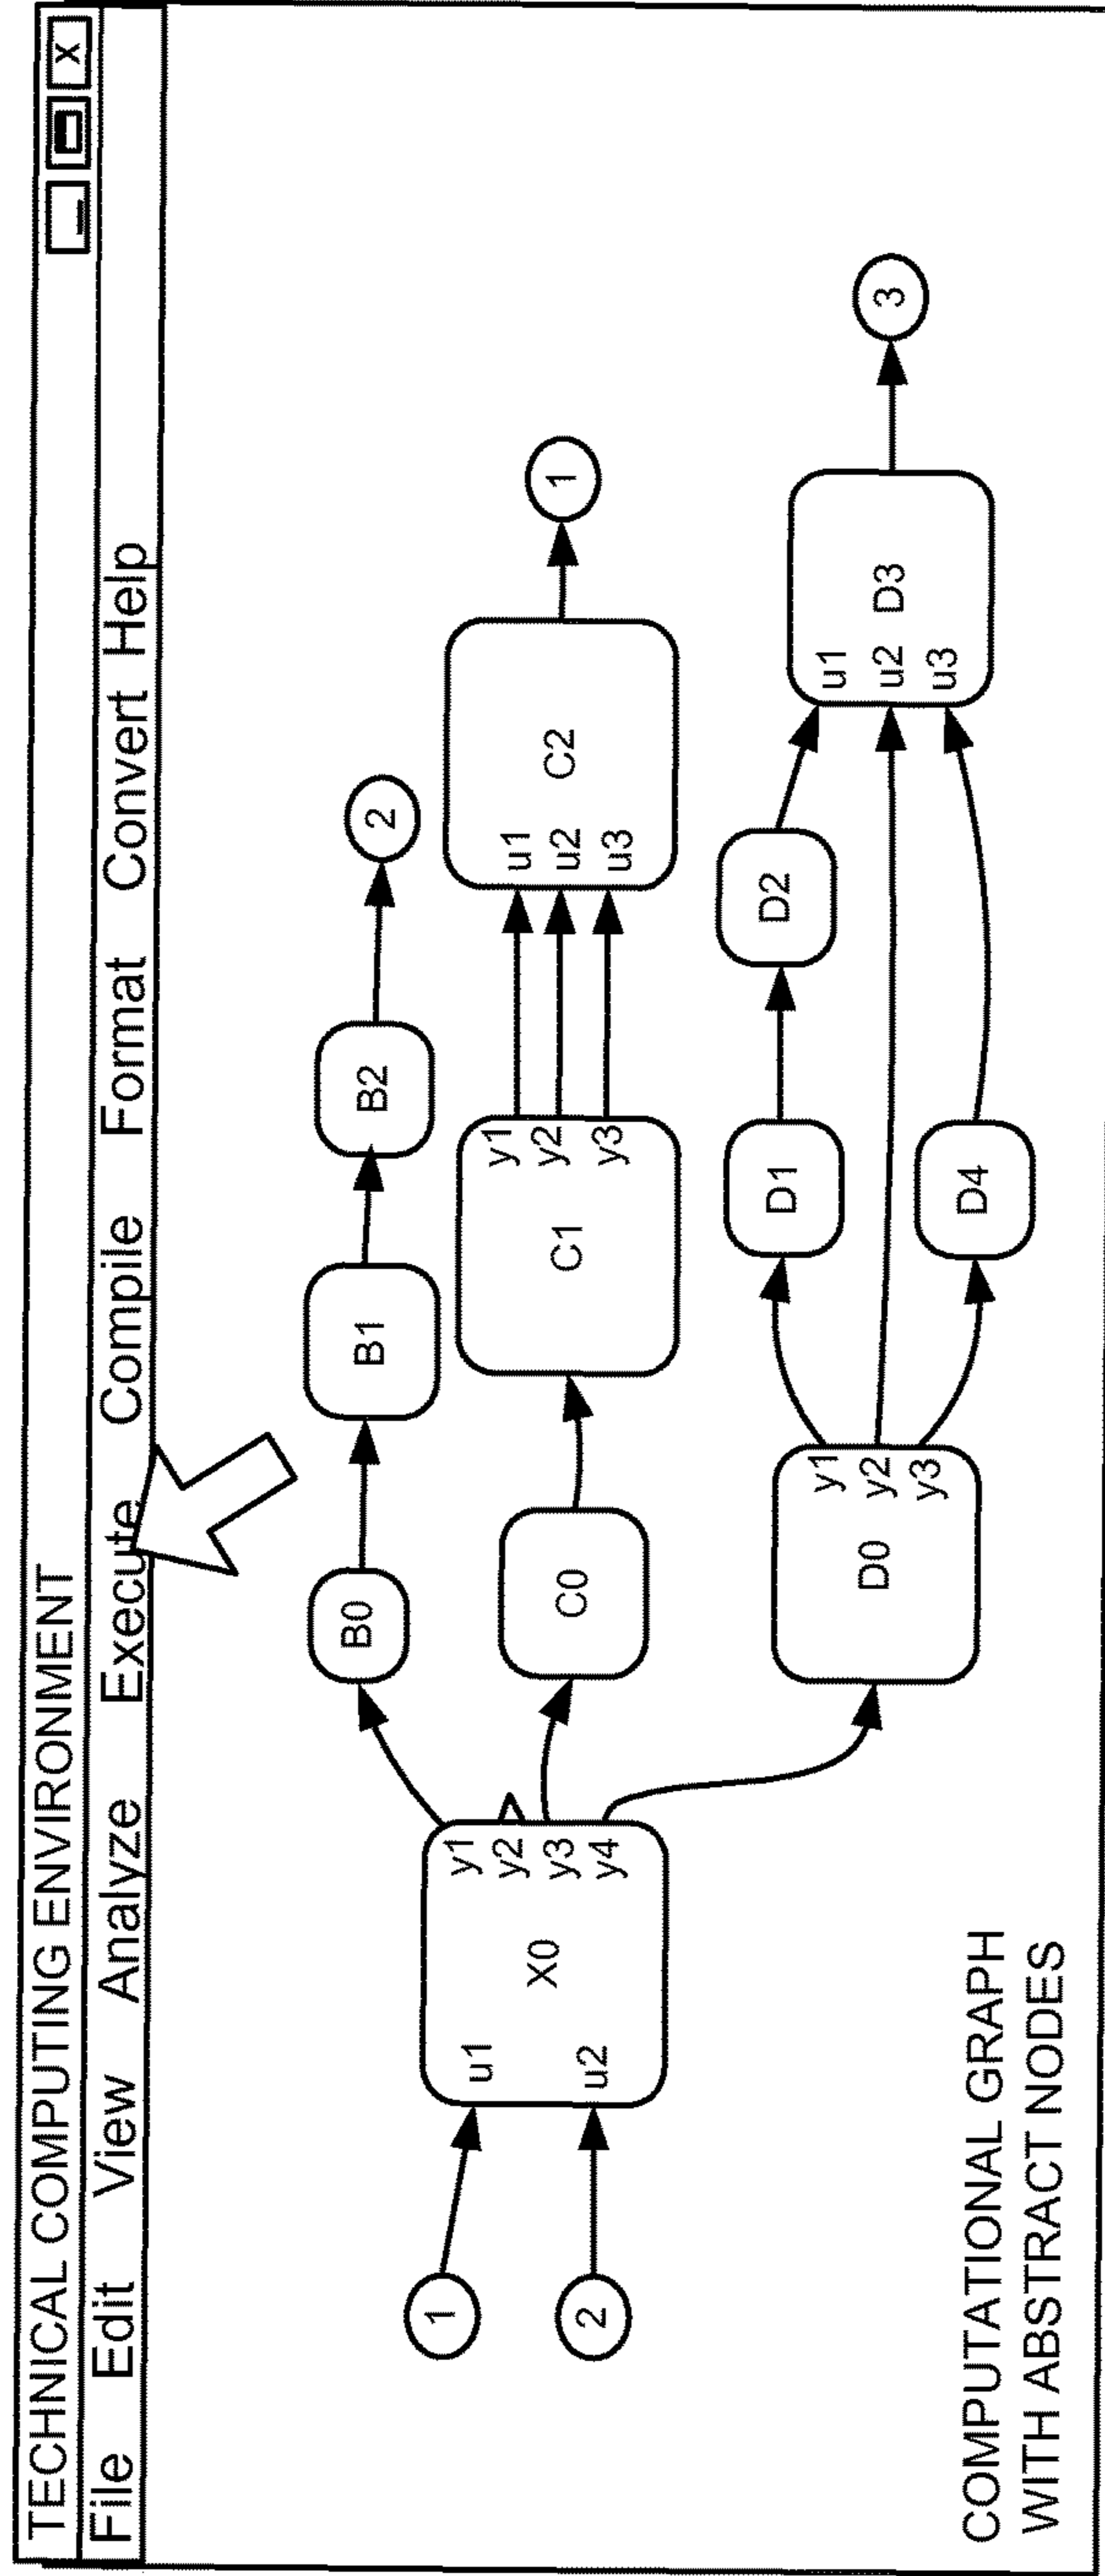 TECHNICAL COMPUTING ENVIRONMENT _ X
File Edit View Analyze Execute Compile Format Convert Help
B0 B1 B2 2
1 u1 X0 y1
y2
y3
y4
2 u2
C0 C1 y1
y2
y3
u1
u2 C2
u3
1
D0 y1
y2
y3
D1 D2
D4
u1
u2 D3
u3
3
COMPUTATIONAL GRAPH
WITH ABSTRACT NODES